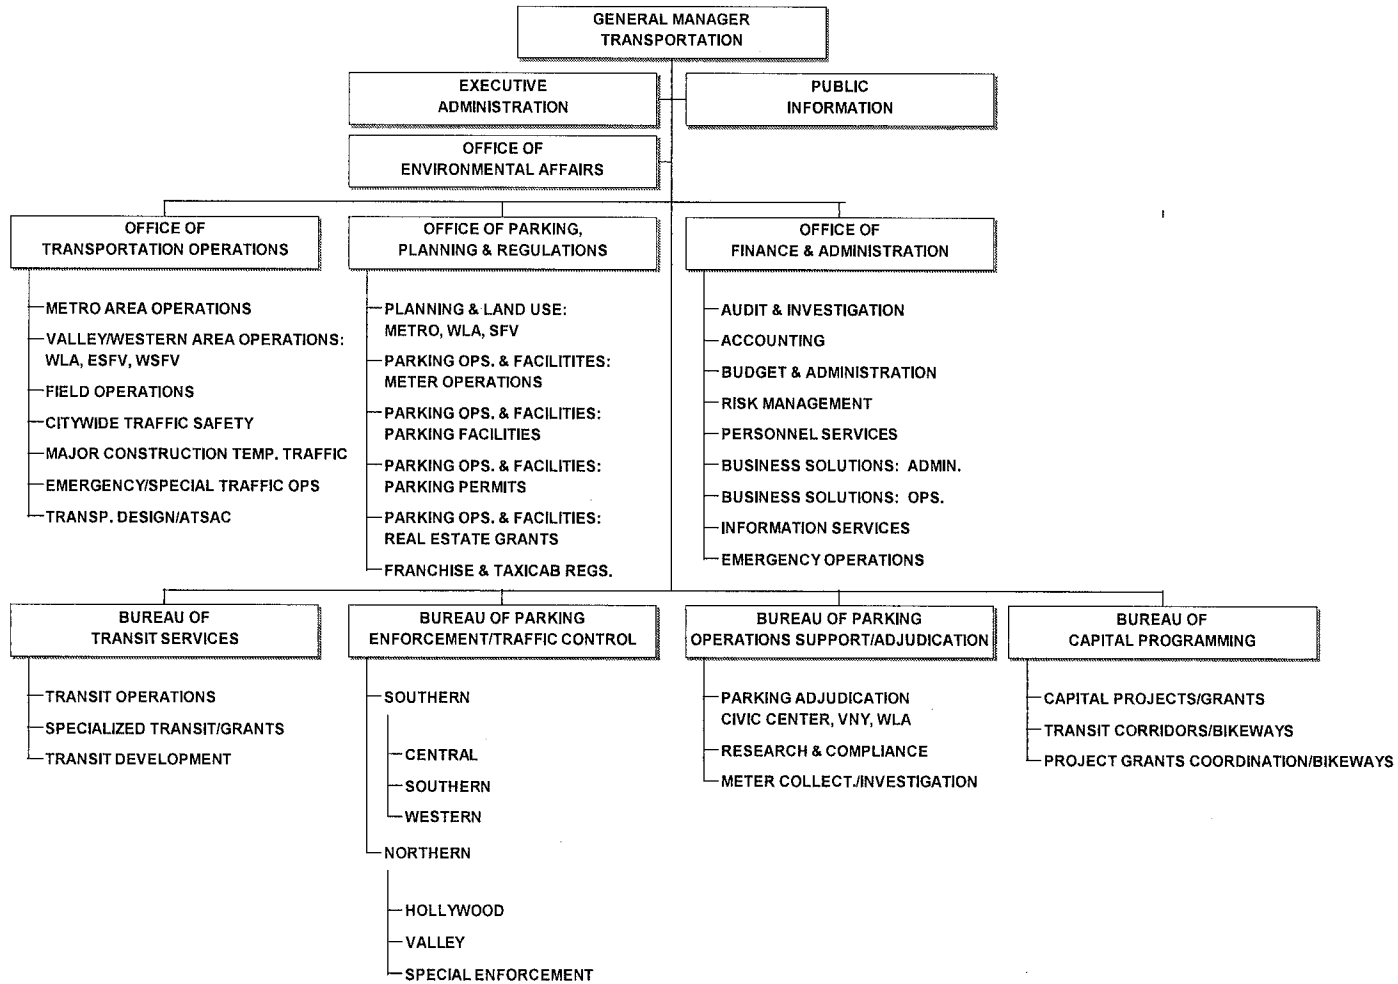 GENERAL MANAGER
TRANSPORTATION
EXECUTIVE
ADMINISTRATION
PUBLIC
INFORMATION
OFFICE OF
ENVIRONMENTAL AFFAIRS
OFFICE OF
TRANSPORTATION OPERATIONS
METRO AREA OPERATIONS
VALLEY/WESTERN AREA OPERATIONS:
WLA, ESFV, WSFV
FIELD OPERATIONS
CITYWIDE TRAFFIC SAFETY
MAJOR CONSTRUCTION TEMP. TRAFFIC
EMERGENCY/SPECIAL TRAFFIC OPS
TRANSP. DESIGN/ATSAC
OFFICE OF PARKING,
PLANNING & REGULATIONS
PLANNING & LAND USE:
METRO, WLA, SFV
PARKING OPS. & FACILITITES:
METER OPERATIONS
PARKING OPS. & FACILITIES:
PARKING FACILITIES
PARKING OPS. & FACILITIES:
PARKING PERMITS
PARKING OPS. & FACILITIES:
REAL ESTATE GRANTS
FRANCHISE & TAXICAB REGS.
OFFICE OF
FINANCE & ADMINISTRATION
AUDIT & INVESTIGATION
ACCOUNTING
BUDGET & ADMINISTRATION
RISK MANAGEMENT
PERSONNEL SERVICES
BUSINESS SOLUTIONS: ADMIN.
BUSINESS SOLUTIONS: OPS.
INFORMATION SERVICES
EMERGENCY OPERATIONS
BUREAU OF
TRANSIT SERVICES
TRANSIT OPERATIONS
SPECIALIZED TRANSIT/GRANTS
TRANSIT DEVELOPMENT
BUREAU OF PARKING
ENFORCEMENT/TRAFFIC CONTROL
SOUTHERN
CENTRAL
SOUTHERN
WESTERN
NORTHERN
HOLLYWOOD
VALLEY
SPECIAL ENFORCEMENT
BUREAU OF PARKING
OPERATIONS SUPPORT/ADJUDICATION
PARKING ADJUDICATION
CIVIC CENTER, VNY, WLA
RESEARCH & COMPLIANCE
METER COLLECT./INVESTIGATION
BUREAU OF
CAPITAL PROGRAMMING
CAPITAL PROJECTS/GRANTS
TRANSIT CORRIDORS/BIKEWAYS
PROJECT GRANTS COORDINATION/BIKEWAYS